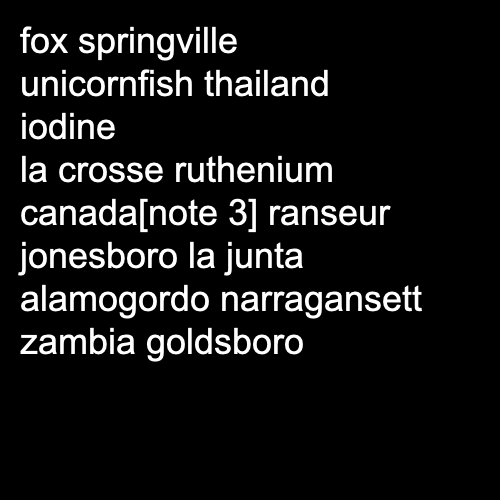 fox springville
unicornfish thailand
iodine
la crosse ruthenium
canada[note 3] ranseur
jonesboro la junta
alamogordo narragansett
zambia goldsboro